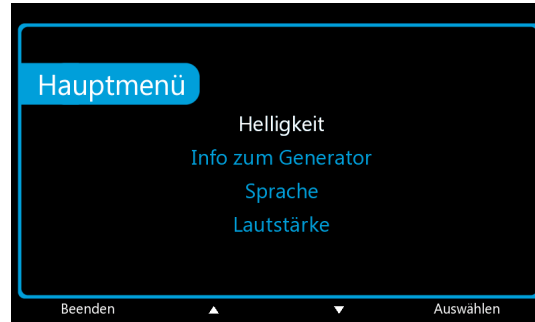 Hauptmenü
Helligkeit
Info zum Generator
Sprache
Lautstärke
Beenden ▲ ▼ Auswählen